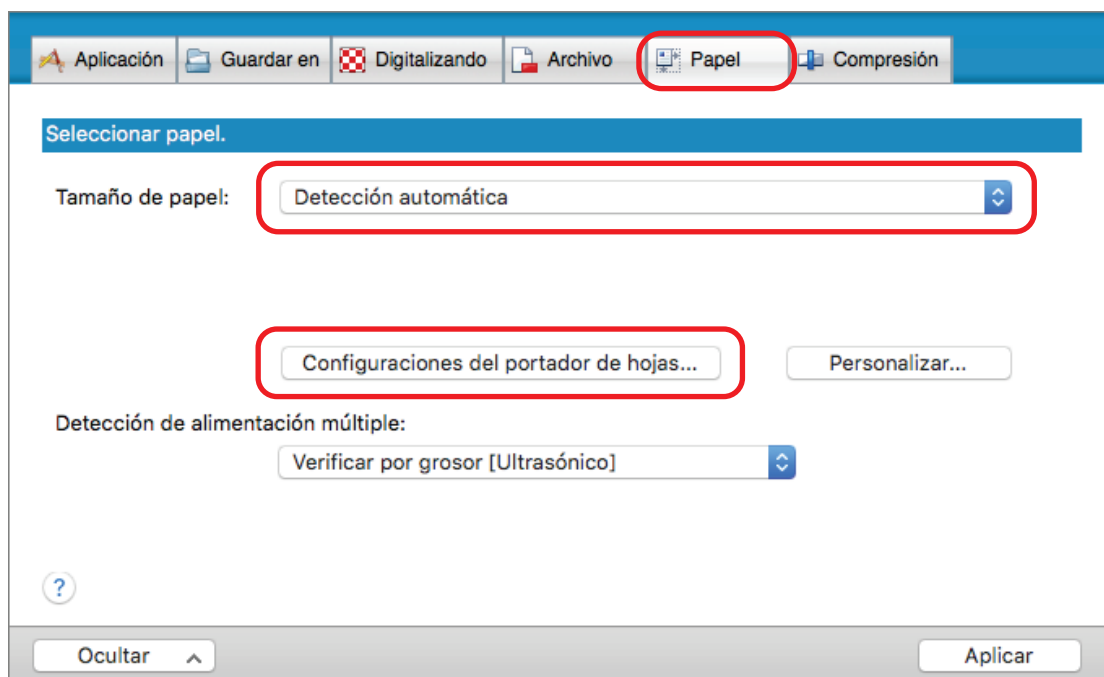 Aplicación Guardar en Digitalizando Archivo Papel Compresión
Seleccionar papel.
Tamaño de papel: Detección automática
Configuraciones del portador de hojas... Personalizar...
Detección de alimentación múltiple:
Verificar por grosor [Ultrasónico]
?
Ocultar Aplicar